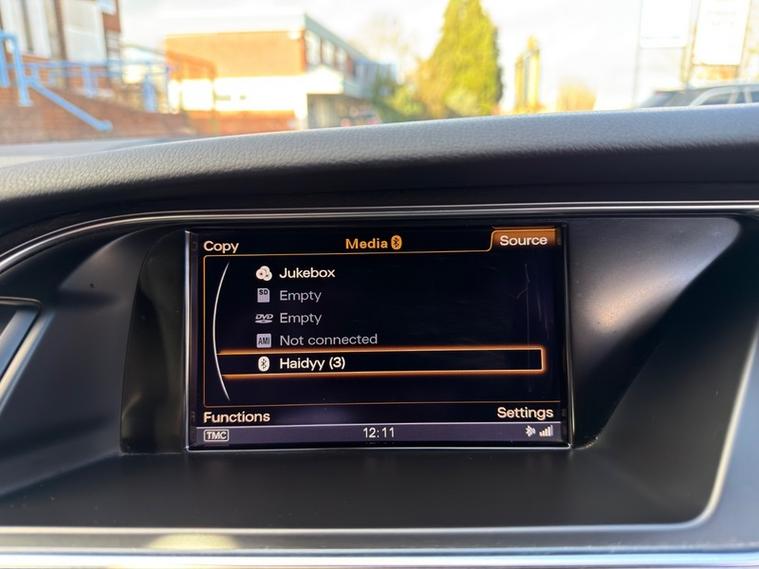 Copy Media Source
Jukebox
SD Empty
DVD Empty
AMI Not connected
Haidyy (3)
Functions Settings
TMC 12:11